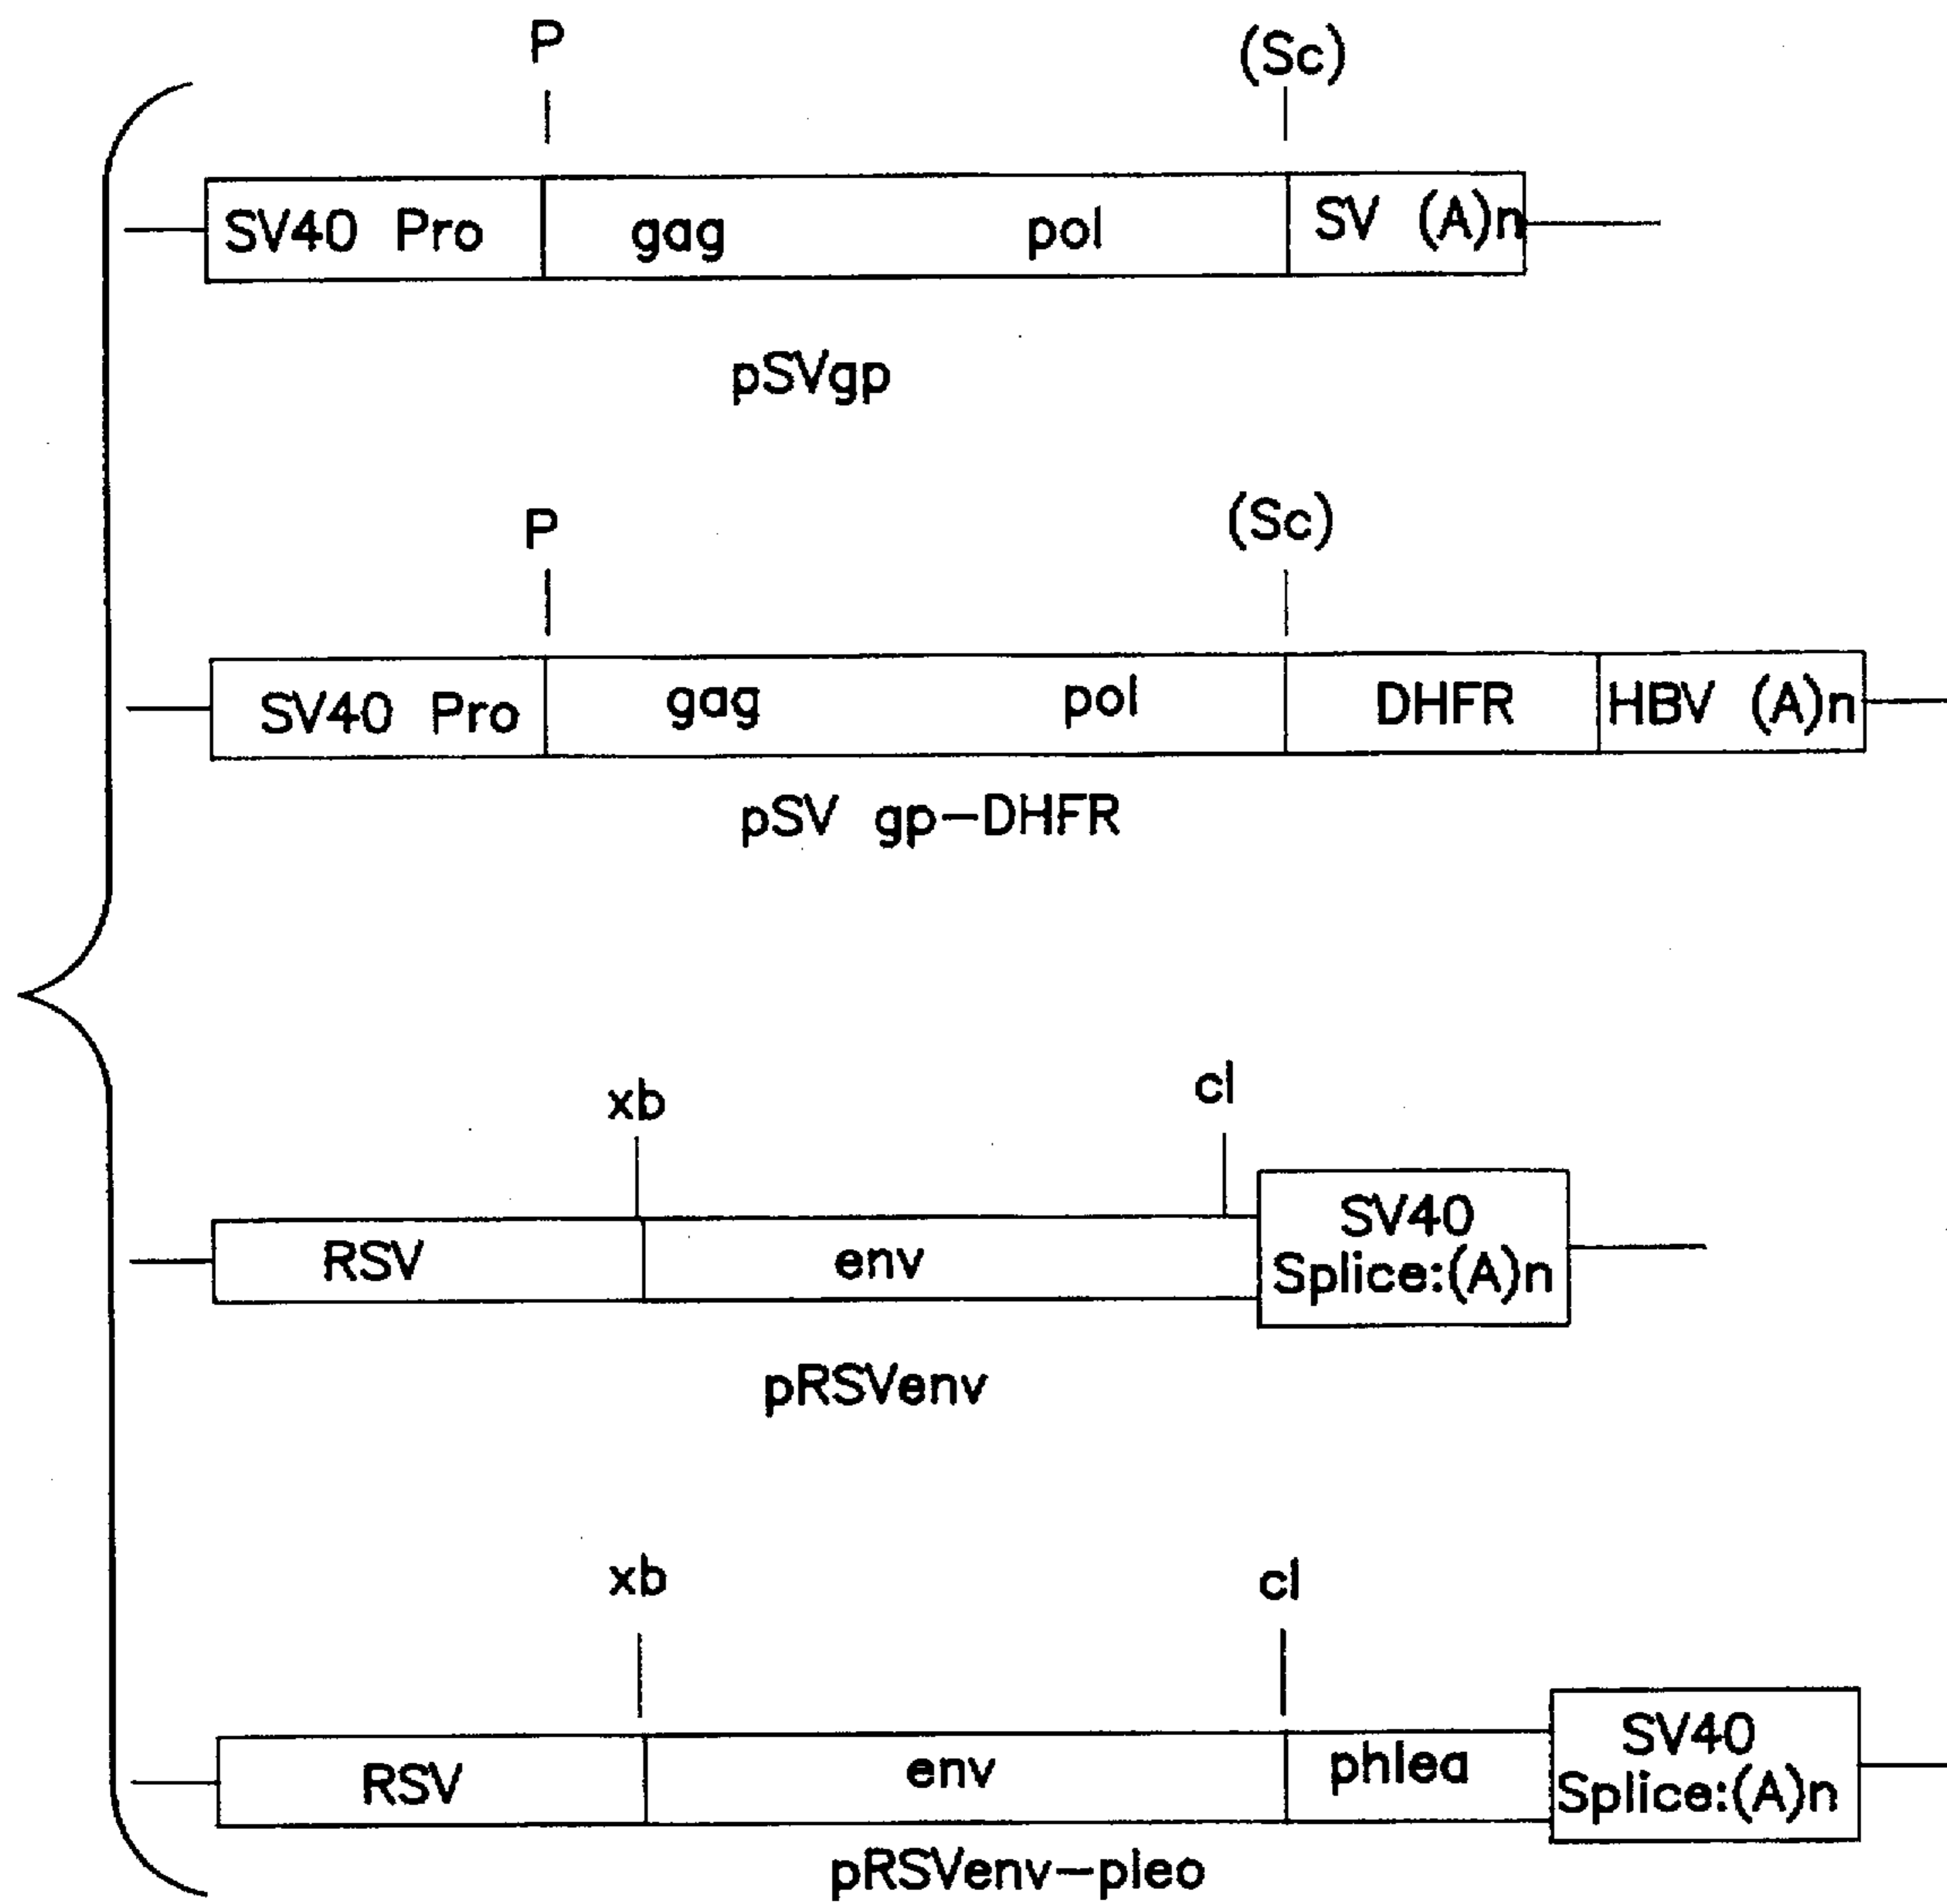 P (Sc)
SV40 Pro gag pol SV (A)n
pSVgp
P (Sc)
SV40 Pro gag pol DHFR HBV (A)n
pSV gp-DHFR
xb cl
RSV env SV40
Splice:(A)n
pRSVenv
xb cl
RSV env phlea SV40
Splice:(A)n
pRSVenv-pleo